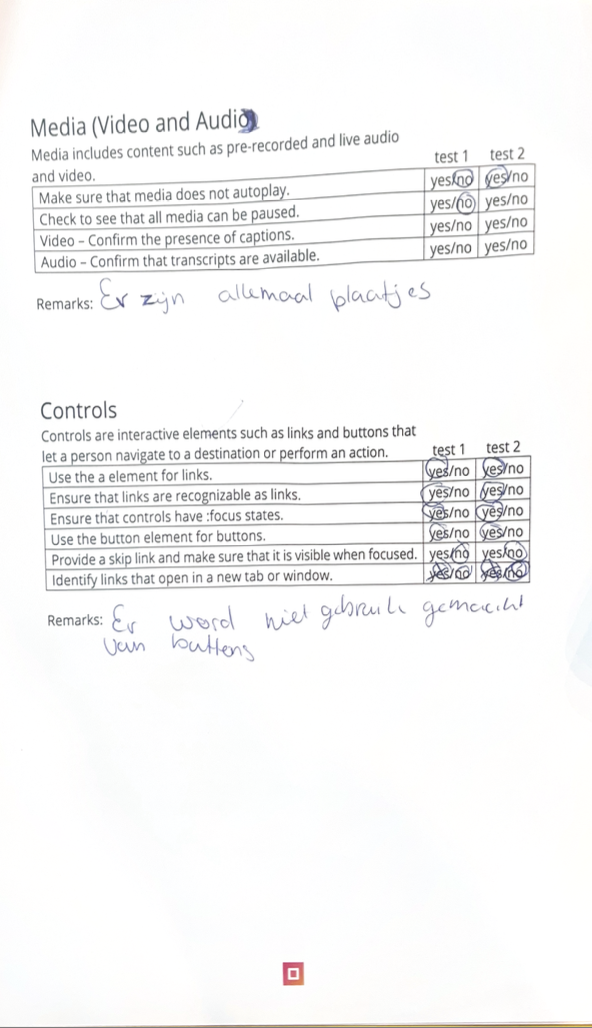 Media (Video and Audio)
Media includes content such as pre-recorded and live audio
and video.
test 1 test 2
Make sure that media does not autoplay. yes/no yes/no
Check to see that all media can be paused. yes/no yes/no
Video – Confirm the presence of captions. yes/no yes/no
Audio – Confirm that transcripts are available. yes/no yes/no
Remarks: Er zijn allemaal plaatjes
Controls
Controls are interactive elements such as links and buttons that
let a person navigate to a destination or perform an action.
test 1 test 2
Use the a element for links. yes/no yes/no
Ensure that links are recognizable as links. yes/no yes/no
Ensure that controls have :focus states. yes/no yes/no
Use the button element for buttons. yes/no yes/no
Provide a skip link and make sure that it is visible when focused. yes/no yes/no
Identify links that open in a new tab or window. yes/no yes/no
Remarks: Er word niet gebruik gemaakt
van buttens